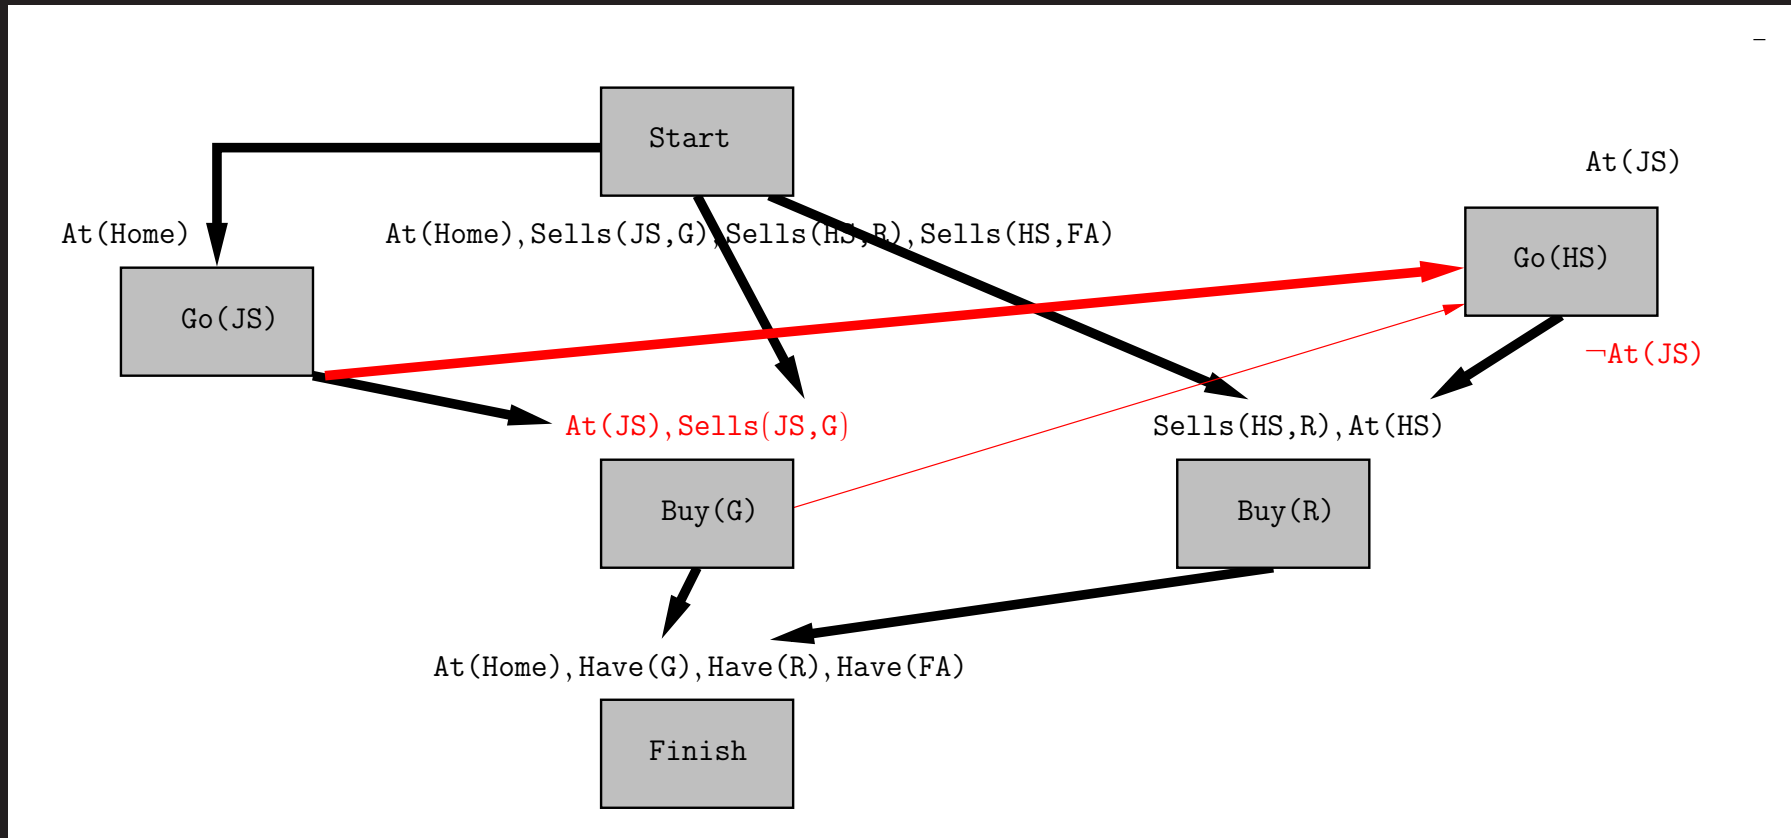 –
Start
At(JS)
At(Home)
At(Home),Sells(JS,G),Sells(HS,R),Sells(HS,FA)
Go(HS)
Go(JS)
¬At(JS)
At(JS),Sells(JS,G)
Sells(HS,R),At(HS)
Buy(G)
Buy(R)
At(Home),Have(G),Have(R),Have(FA)
Finish